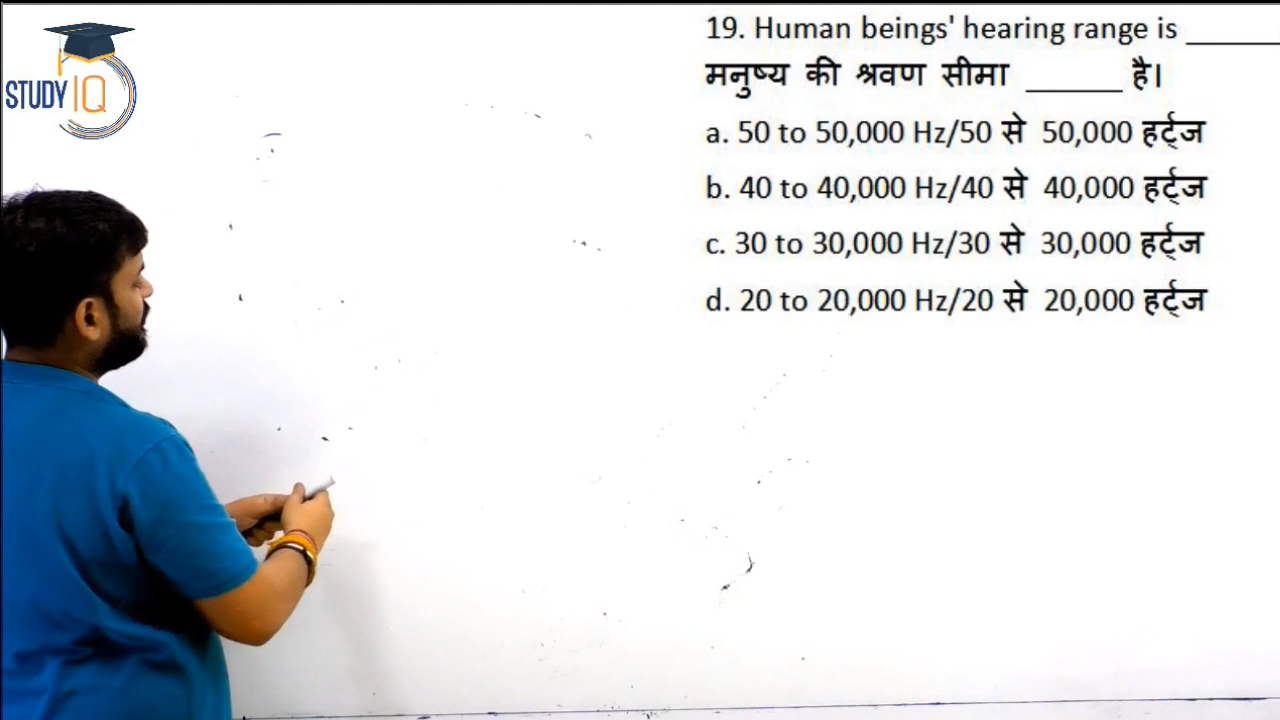 STUDY IQ
19. Human beings' hearing range is ______
मनुष्य की श्रवण सीमा ______ है।
a. 50 to 50,000 Hz/50 से 50,000 हर्ट्ज
b. 40 to 40,000 Hz/40 से 40,000 हर्ट्ज
c. 30 to 30,000 Hz/30 से 30,000 हर्ट्ज
d. 20 to 20,000 Hz/20 से 20,000 हर्ट्ज